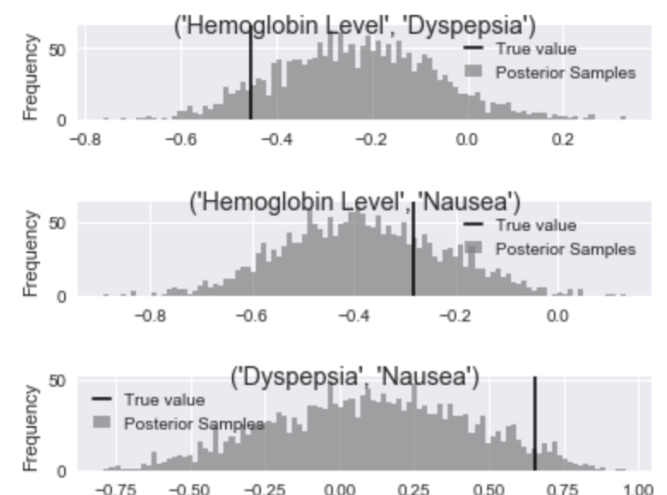 ('Hemoglobin Level', 'Dyspepsia')
Frequency
50
0
True value
Posterior Samples
−0.8 −0.6 −0.4 −0.2 0.0 0.2
('Hemoglobin Level', 'Nausea')
Frequency
50
0
True value
Posterior Samples
−0.8 −0.6 −0.4 −0.2 0.0
('Dyspepsia', 'Nausea')
Frequency
50
0
True value
Posterior Samples
−0.75 −0.50 −0.25 0.00 0.25 0.50 0.75 1.00